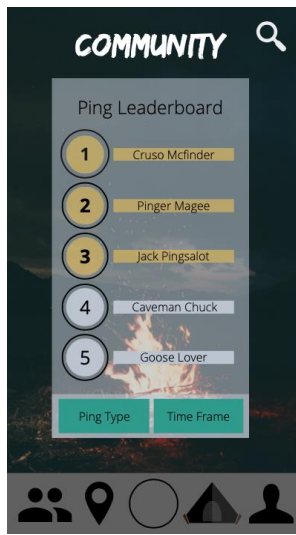 COMMUNITY
Ping Leaderboard
1 Cruso Mcfinder
2 Pinger Magee
3 Jack Pingsalot
4 Caveman Chuck
5 Goose Lover
Ping Type Time Frame